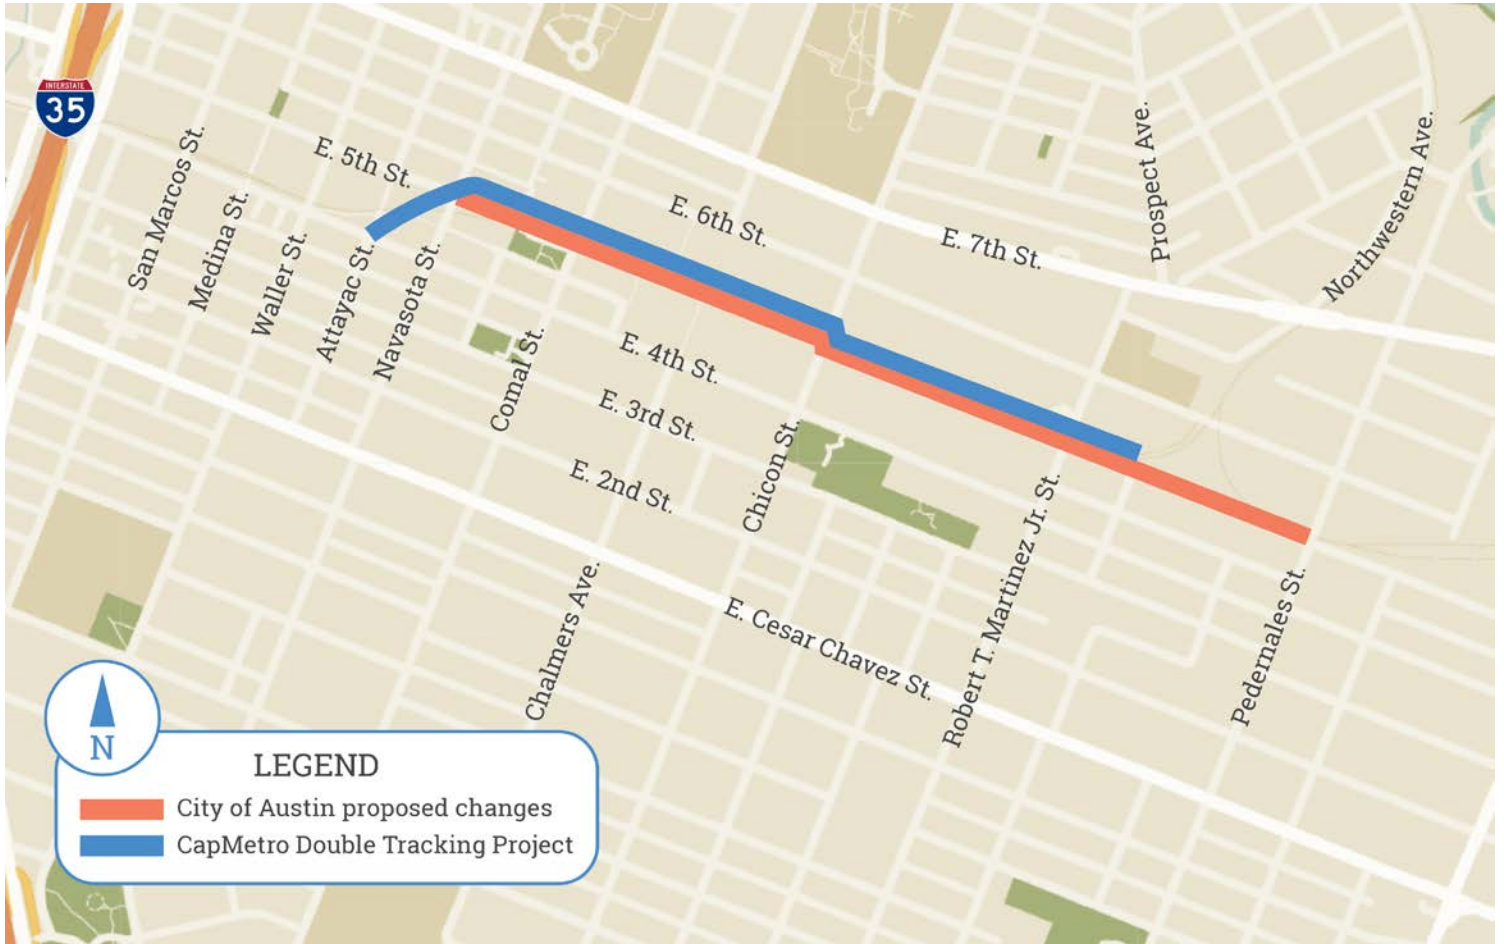 INTERSTATE
35
San Marcos St.
Medina St.
Waller St.
Attayac St.
Navasota St.
Comal St.
E. 5th St.
E. 6th St.
E. 7th St.
Prospect Ave.
Northwestern Ave.
E. 4th St.
E. 3rd St.
E. 2nd St.
Chicon St.
Chalmers Ave.
E. Cesar Chavez St.
Robert T. Martinez Jr. St.
Pedernales St.
N
LEGEND
City of Austin proposed changes
CapMetro Double Tracking Project